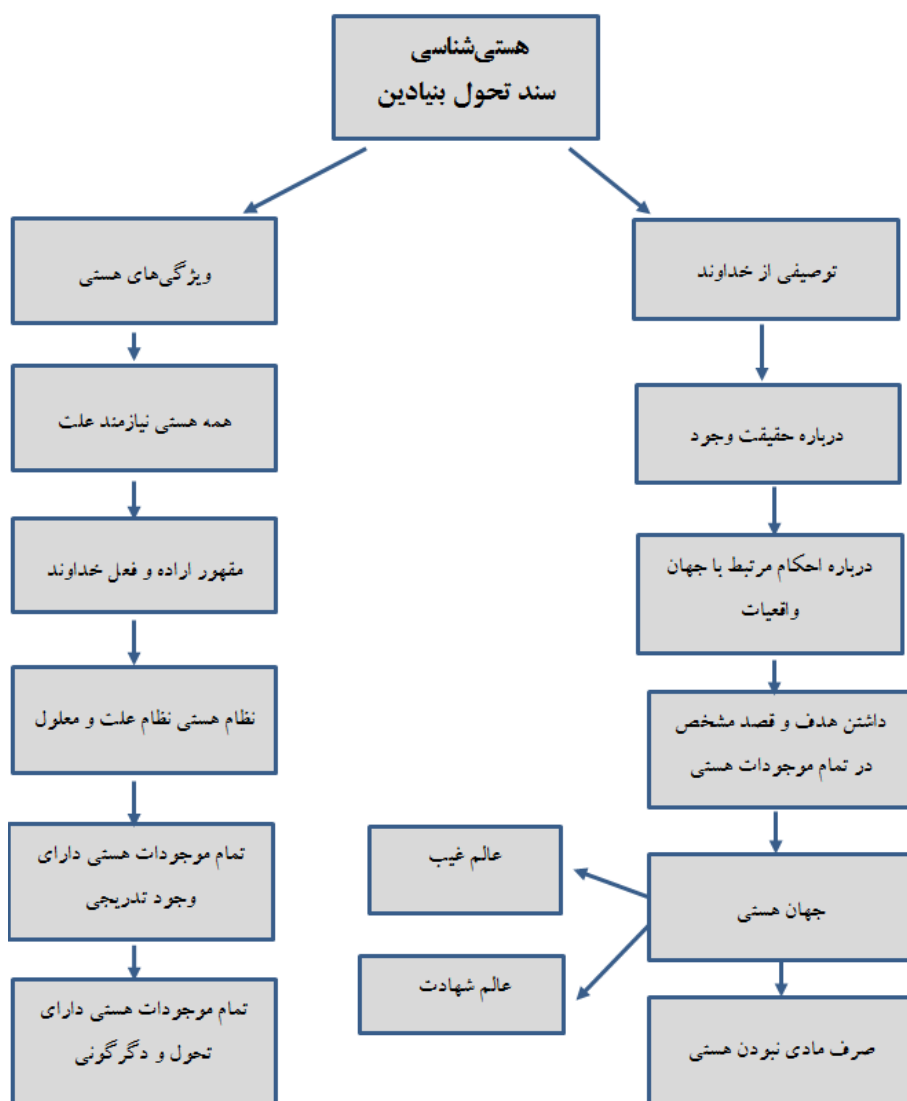 هستی‌شناسی
سند تحول بنیادین
توصیفی از خداوند
ویژگی‌های هستی
درباره حقیقت وجود
همه هستی نیازمند علت
درباره احکام مرتبط با جهان
واقعیات
مقهور اراده و فعل خداوند
داشتن هدف و قصد مشخص
در تمام موجودات هستی
نظام هستی نظام علت و معلول
جهان هستی
عالم غیب
عالم شهادت
تمام موجودات هستی دارای
وجود تدریجی
صرف مادی نبودن هستی
تمام موجودات هستی دارای
تحول و دگرگونی